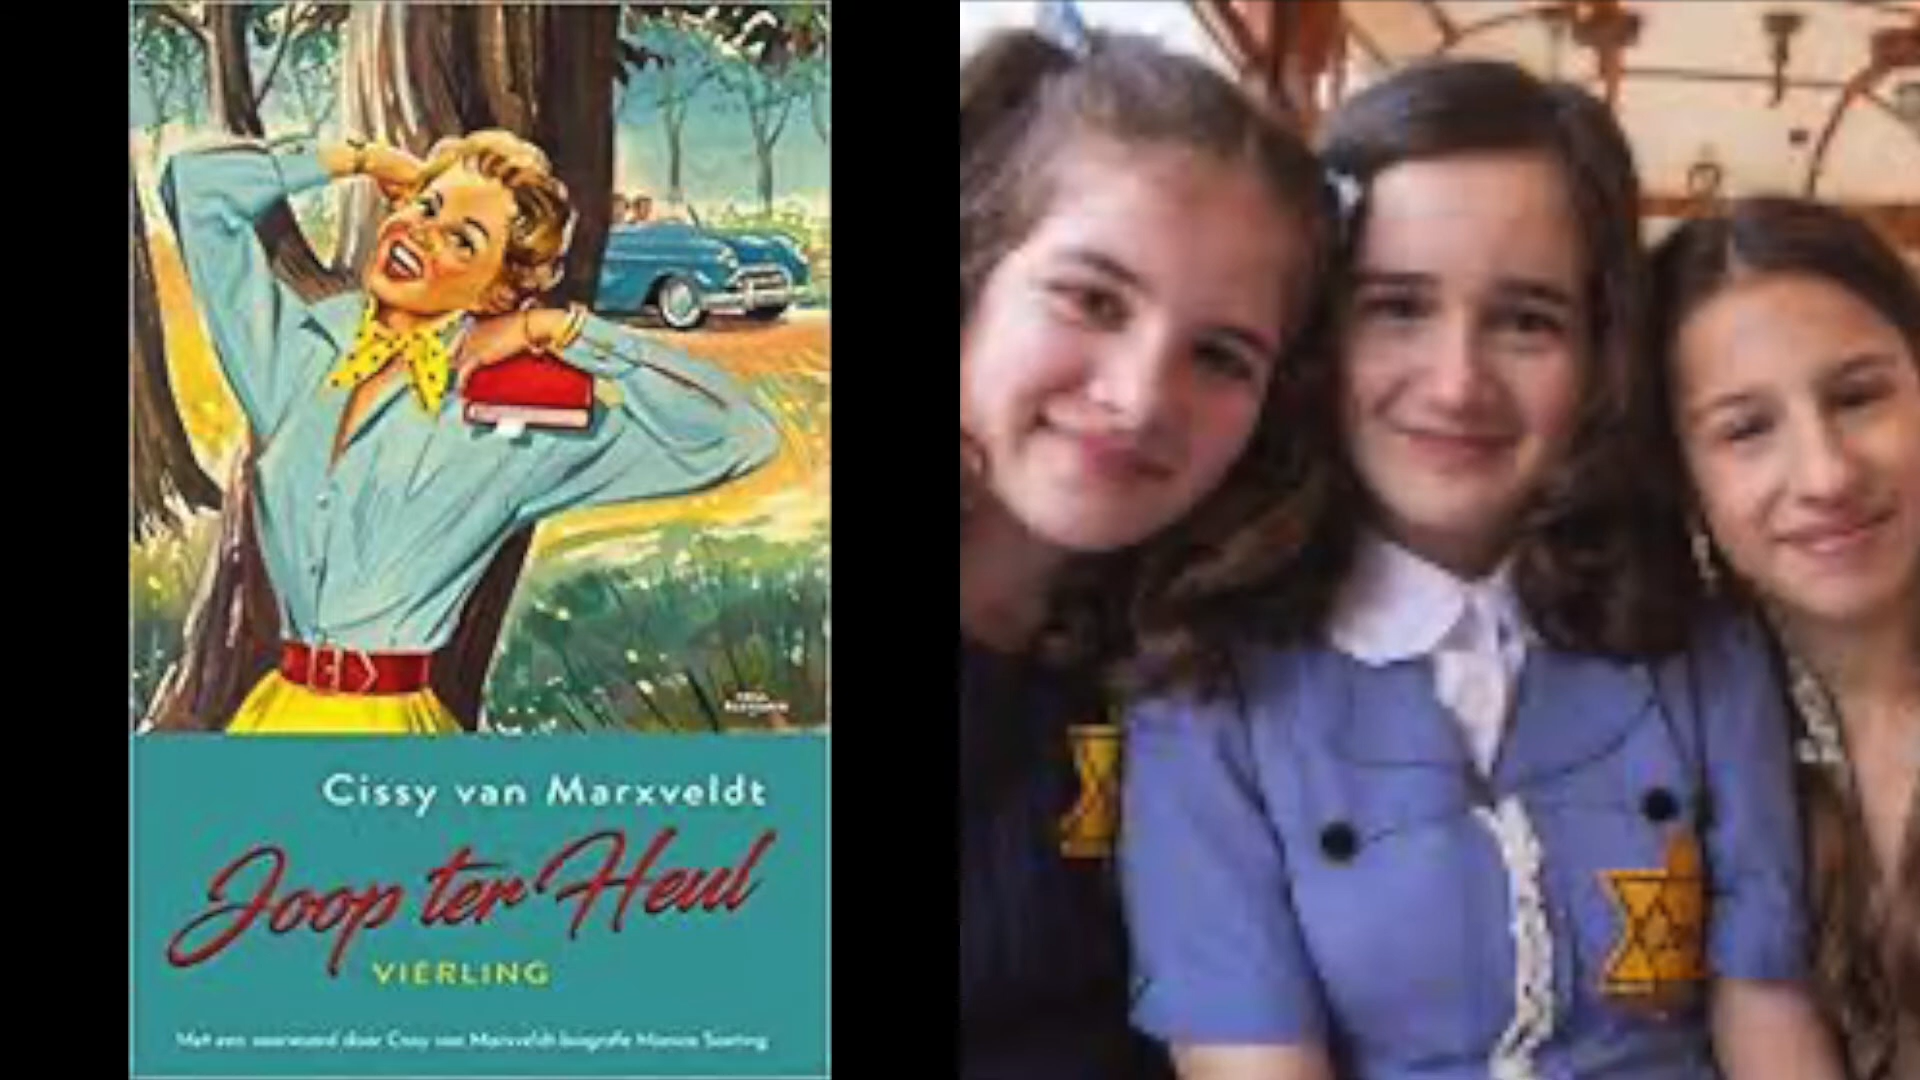 Cissy van Marxveldt
Joop ter Heul
VIERLING
Met een voorwoord door Cissy van Marxveldt-biografe Monica Soeting